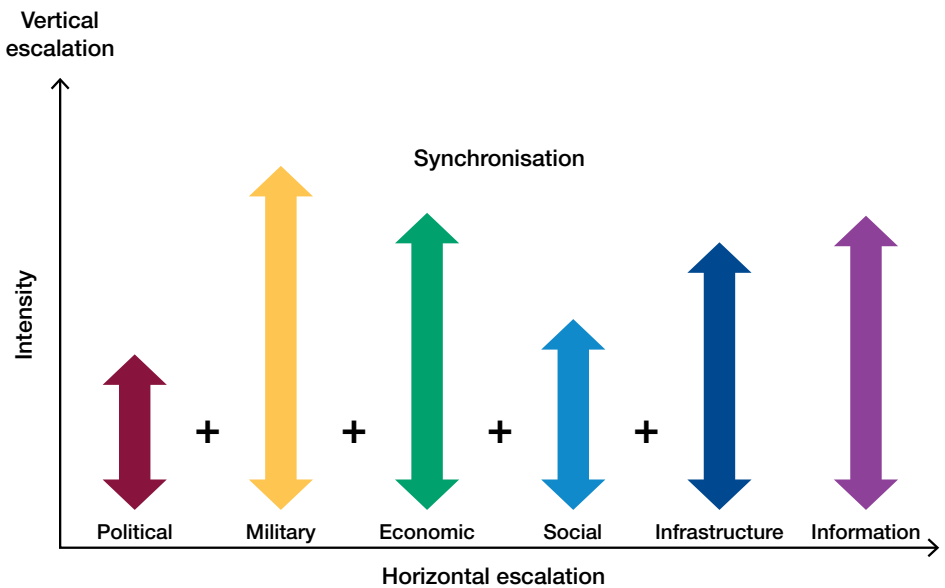 Vertical
escalation
Synchronisation
Intensity
+ + + +
Political Military Economic Social Infrastructure Information
Horizontal escalation